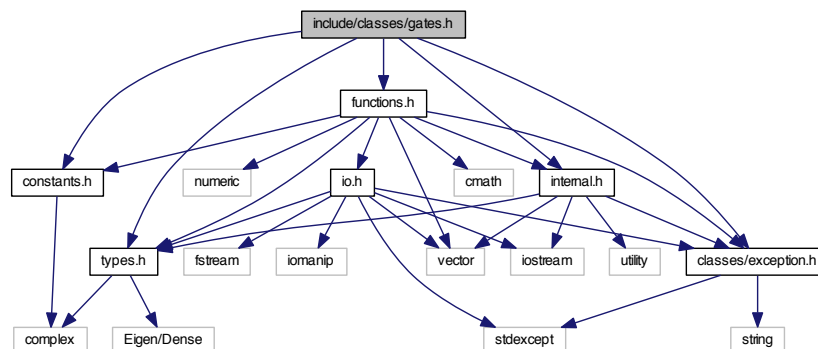 include/classes/gates.h
functions.h
constants.h
numeric
io.h
cmath
internal.h
types.h
fstream
iomanip
vector
iostream
utility
classes/exception.h
complex
Eigen/Dense
stdexcept
string